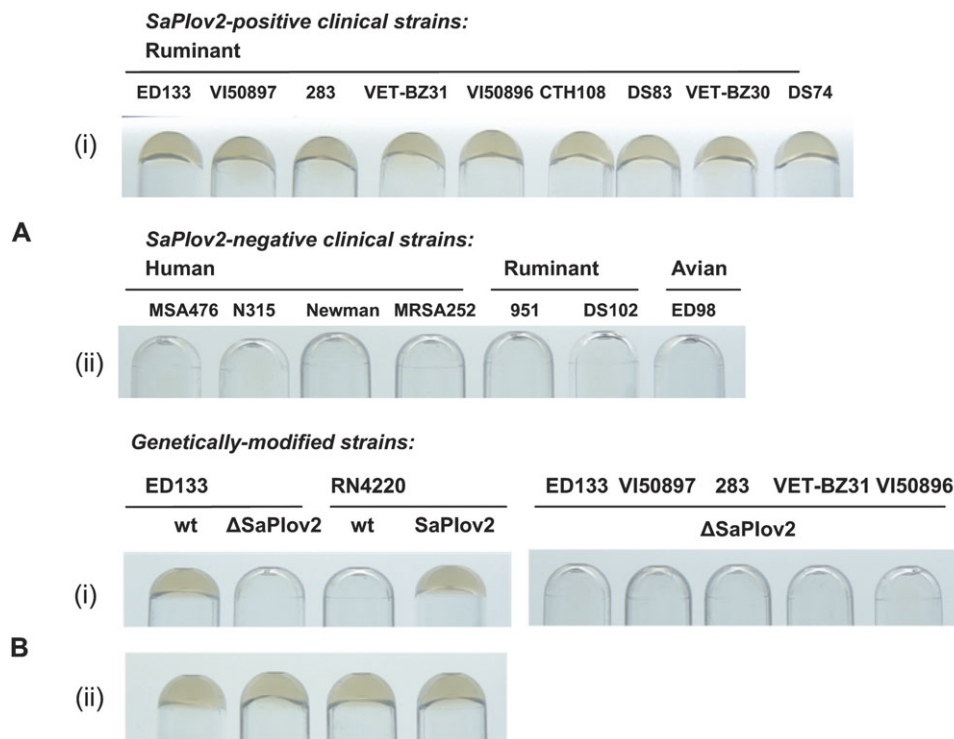 SaPIov2-positive clinical strains:
Ruminant
ED133 VI50897 283 VET-BZ31 VI50896 CTH108 DS83 VET-BZ30 DS74
(i)
A
SaPIov2-negative clinical strains:
Human Ruminant Avian
MSA476 N315 Newman MRSA252 951 DS102 ED98
(ii)
Genetically-modified strains:
ED133 RN4220 ED133 VI50897 283 VET-BZ31 VI50896
wt ΔSaPIov2 wt SaPIov2 ΔSaPIov2
(i)
B
(ii)